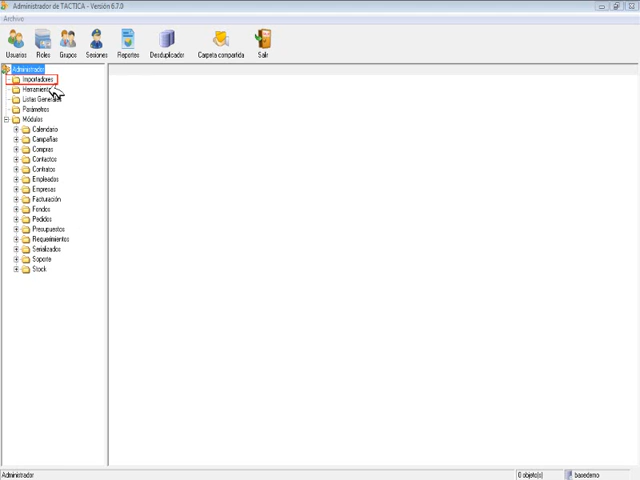 Administrador de TACTICA - Versión 6.7.0
Archivo
Usuarios Roles Grupos Sesiones Reportes Desduplicador Carpeta compartida Salir
Administrador
Importadores
Listas Generales
Parámetros
Módulos
Calendario
Campañas
Compras
Contactos
Contratos
Empleados
Empresas
Facturación
Fondos
Pedidos
Presupuestos
Requerimientos
Serializados
Soporte
Stock
Administrador 0 objeto(s) basedemo